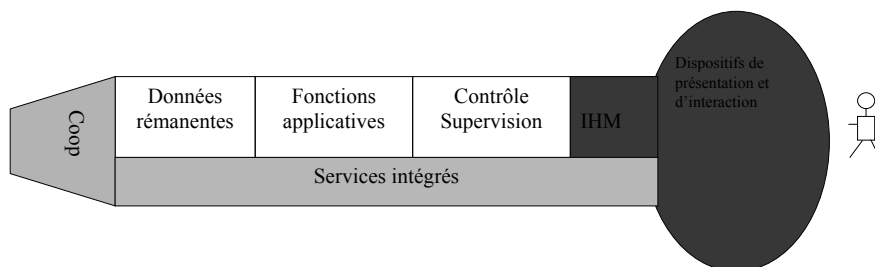 Coop
Données
rémanentes
Fonctions
applicatives
Contrôle
Supervision
IHM
Dispositifs de
présentation et
d'interaction
Services intégrés